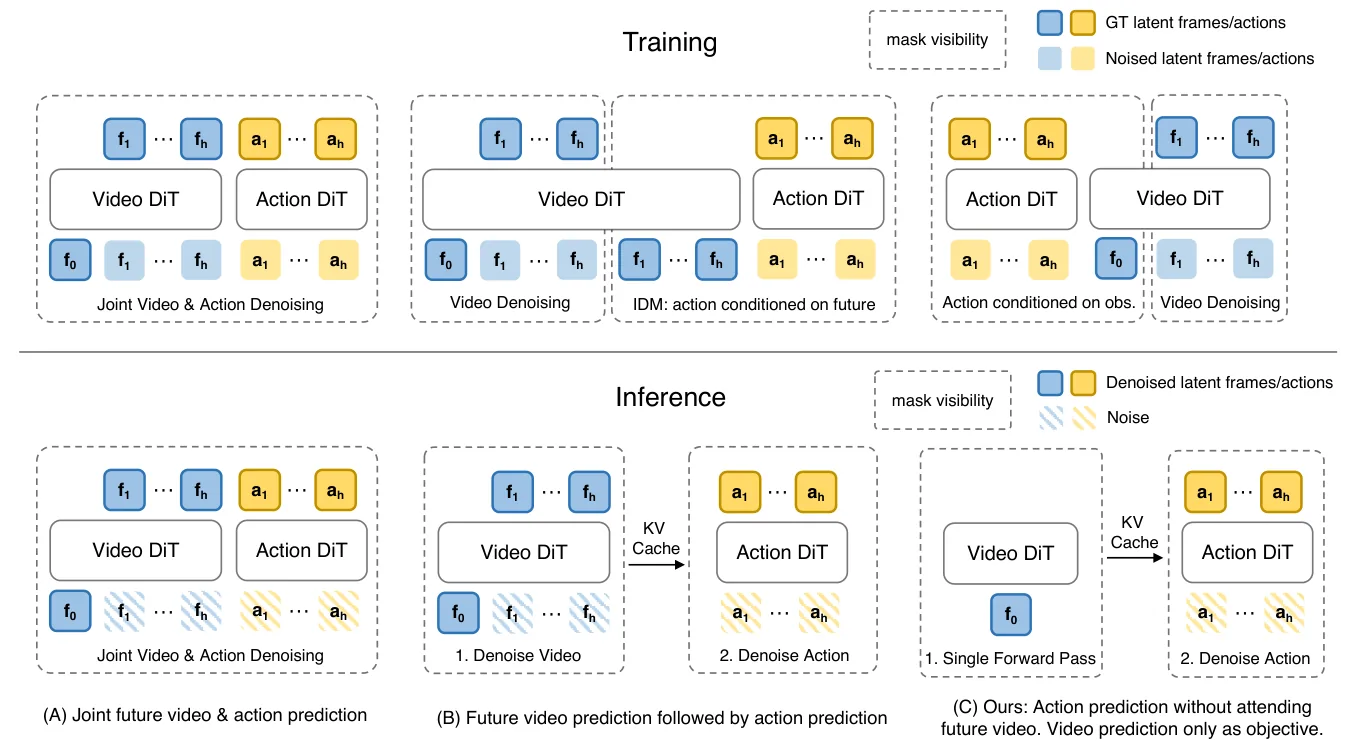 Training
mask visibility
GT latent frames/actions
Noised latent frames/actions
f1 ··· fh a1 ··· ah
Video DiT Action DiT
f0 f1 ··· fh a1 ··· ah
Joint Video & Action Denoising
f1 ··· fh a1 ··· ah
Video DiT Action DiT
f0 f1 ··· fh f1 ··· fh a1 ··· ah
Video Denoising IDM: action conditioned on future
a1 ··· ah f1 ··· fh
Action DiT Video DiT
a1 ··· ah f0 f1 ··· fh
Action conditioned on obs. Video Denoising
Inference
mask visibility
Denoised latent frames/actions
Noise
f1 ··· fh a1 ··· ah
Video DiT Action DiT
f0 f1 ··· fh a1 ··· ah
Joint Video & Action Denoising
(A) Joint future video & action prediction
f1 ··· fh
Video DiT
f0 f1 ··· fh
1. Denoise Video
KV
Cache
a1 ··· ah
Action DiT
a1 ··· ah
2. Denoise Action
(B) Future video prediction followed by action prediction
Video DiT
f0
1. Single Forward Pass
KV
Cache
a1 ··· ah
Action DiT
a1 ··· ah
2. Denoise Action
(C) Ours: Action prediction without attending
future video. Video prediction only as objective.